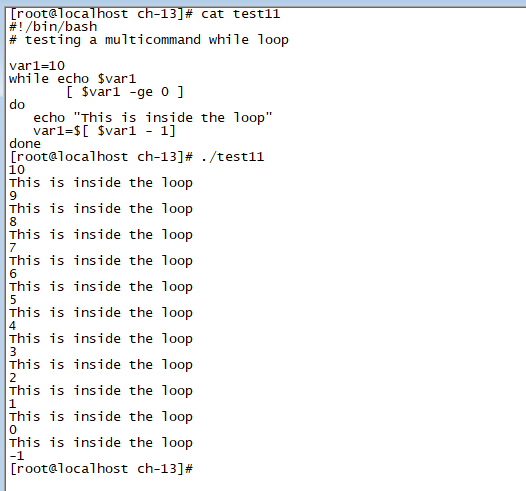 [root@localhost ch-13]# cat test11
#!/bin/bash
# testing a multicommand while loop

var1=10
while echo $var1
       [ $var1 -ge 0 ]
do
   echo "This is inside the loop"
   var1=$[ $var1 - 1]
done
[root@localhost ch-13]# ./test11
10
This is inside the loop
9
This is inside the loop
8
This is inside the loop
7
This is inside the loop
6
This is inside the loop
5
This is inside the loop
4
This is inside the loop
3
This is inside the loop
2
This is inside the loop
1
This is inside the loop
0
This is inside the loop
-1
[root@localhost ch-13]#